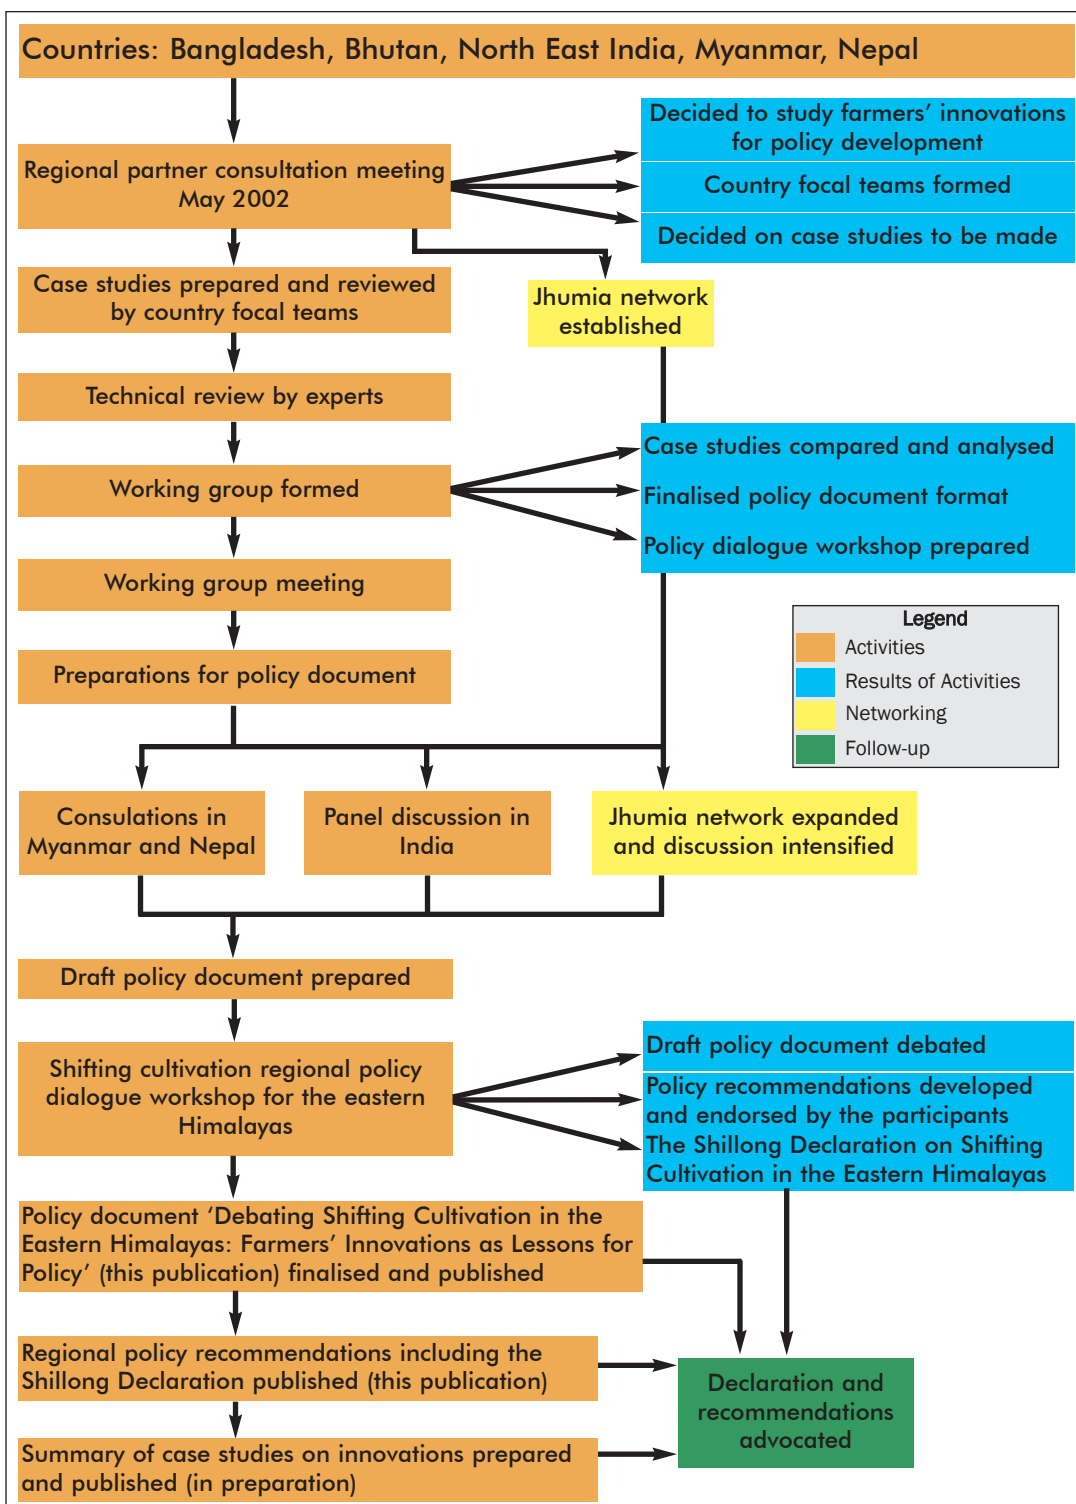 Countries: Bangladesh, Bhutan, North East India, Myanmar, Nepal
Regional partner consultation meeting
May 2002
Decided to study farmers’ innovations
for policy development
Country focal teams formed
Decided on case studies to be made
Case studies prepared and reviewed
by country focal teams
Jhumia network
established
Technical review by experts
Working group formed
Case studies compared and analysed
Finalised policy document format
Policy dialogue workshop prepared
Working group meeting
Preparations for policy document
Legend
Activities
Results of Activities
Networking
Follow-up
Consulations in
Myanmar and Nepal
Panel discussion in
India
Jhumia network expanded
and discussion intensified
Draft policy document prepared
Shifting cultivation regional policy
dialogue workshop for the eastern
Himalayas
Draft policy document debated
Policy recommendations developed
and endorsed by the participants
The Shillong Declaration on Shifting
Cultivation in the Eastern Himalayas
Policy document ‘Debating Shifting Cultivation in the
Eastern Himalayas: Farmers’ Innovations as Lessons for
Policy’ (this publication) finalised and published
Regional policy recommendations including the
Shillong Declaration published (this publication)
Declaration and
recommendations
advocated
Summary of case studies on innovations prepared
and published (in preparation)